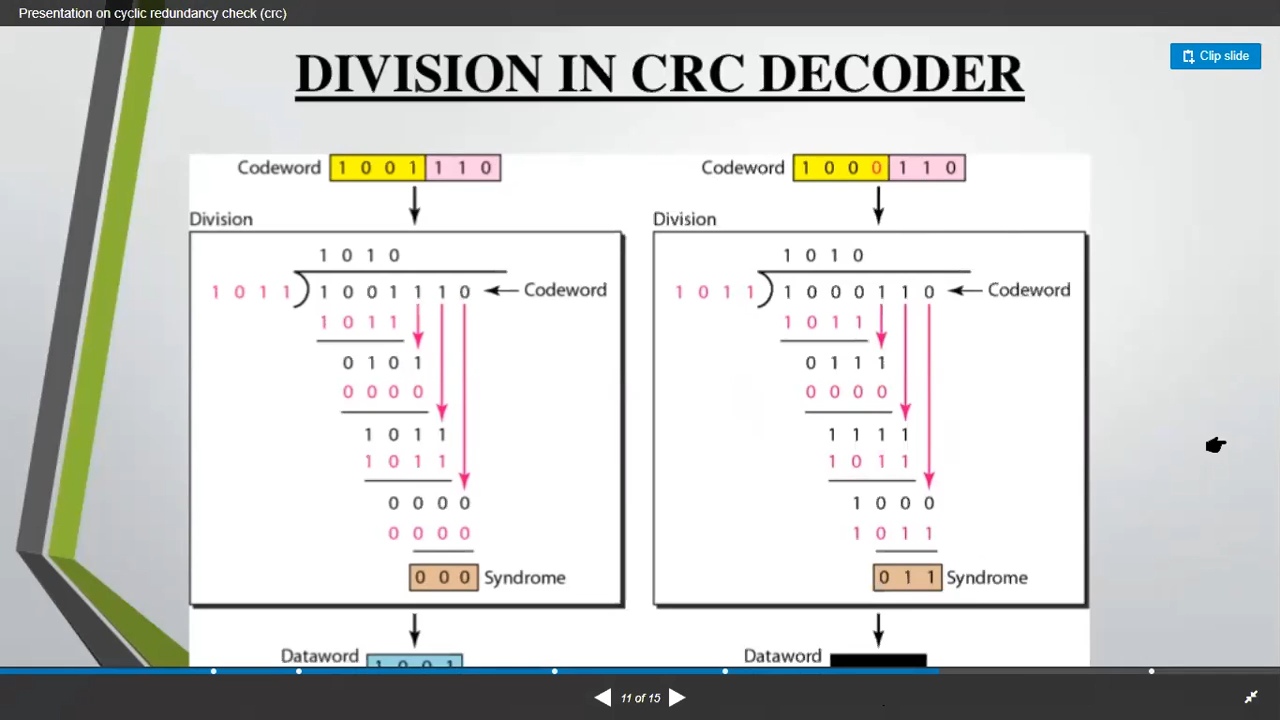 Presentation on cyclic redundancy check (crc)
DIVISION IN CRC DECODER
Clip slide
Codeword 1 0 0 1 1 1 0
Division
1 0 1 0
1 0 1 1 ) 1 0 0 1 1 1 0 Codeword
1 0 1 1
0 1 0 1
0 0 0 0
1 0 1 1
1 0 1 1
0 0 0 0
0 0 0 0
0 0 0 Syndrome
Dataword 1 0 0 1
Codeword 1 0 0 0 1 1 0
Division
1 0 1 0
1 0 1 1 ) 1 0 0 0 1 1 0 Codeword
1 0 1 1
0 1 1 1
0 0 0 0
1 1 1 1
1 0 1 1
1 0 0 0
1 0 1 1
0 1 1 Syndrome
Dataword
11 of 15